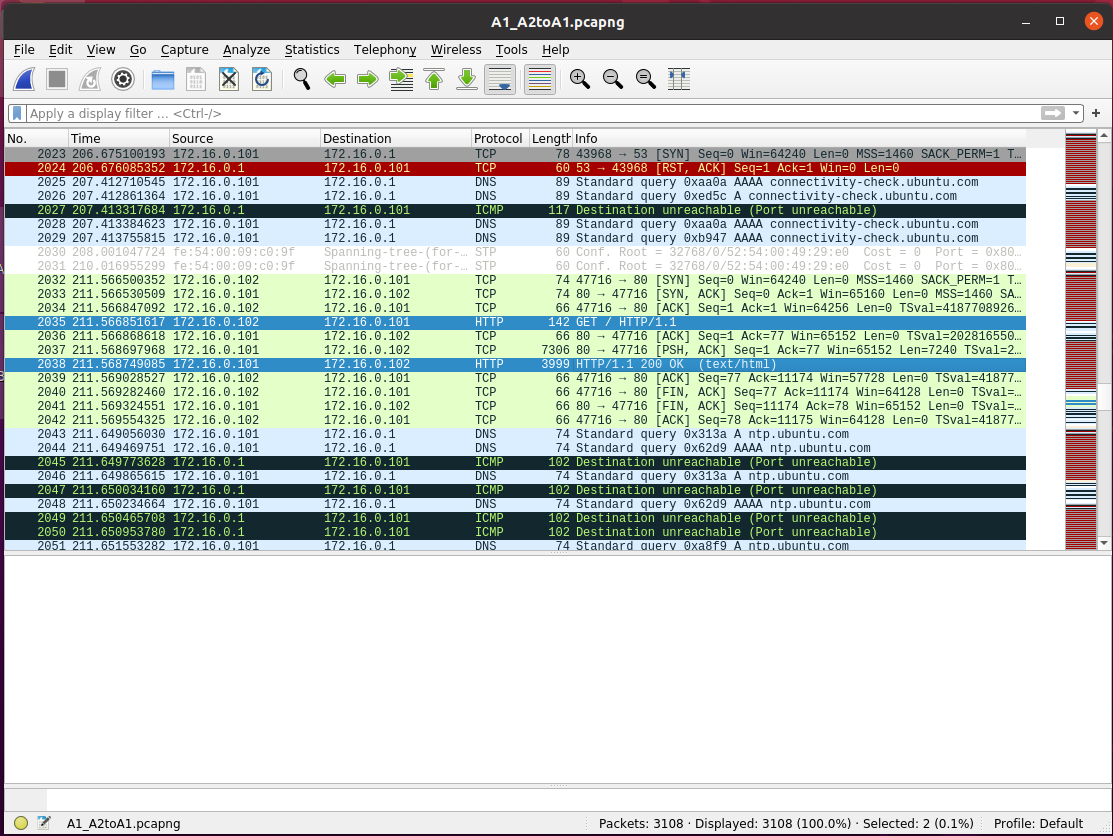 A1_A2toA1.pcapng
File Edit View Go Capture Analyze Statistics Telephony Wireless Tools Help
Apply a display filter … <Ctrl-/>
No. Time Source Destination Protocol Length Info
2023 206.675100193 172.16.0.101 172.16.0.1 TCP 78 43968 → 53 [SYN] Seq=0 Win=64240 Len=0 MSS=1460 SACK_PERM=1 T…
2024 206.676085352 172.16.0.1 172.16.0.101 TCP 60 53 → 43968 [RST, ACK] Seq=1 Ack=1 Win=0 Len=0
2025 207.412710545 172.16.0.101 172.16.0.1 DNS 89 Standard query 0xaa0a AAAA connectivity-check.ubuntu.com
2026 207.412861364 172.16.0.101 172.16.0.1 DNS 89 Standard query 0xed5c A connectivity-check.ubuntu.com
2027 207.413317684 172.16.0.1 172.16.0.101 ICMP 117 Destination unreachable (Port unreachable)
2028 207.413384623 172.16.0.101 172.16.0.1 DNS 89 Standard query 0xaa0a AAAA connectivity-check.ubuntu.com
2029 207.413755815 172.16.0.101 172.16.0.1 DNS 89 Standard query 0xb947 AAAA connectivity-check.ubuntu.com
2030 208.001047724 fe:54:00:09:c0:9f Spanning-tree-(for-… STP 60 Conf. Root = 32768/0/52:54:00:49:29:e0 Cost = 0 Port = 0x80…
2031 210.016955299 fe:54:00:09:c0:9f Spanning-tree-(for-… STP 60 Conf. Root = 32768/0/52:54:00:49:29:e0 Cost = 0 Port = 0x80…
2032 211.566500352 172.16.0.102 172.16.0.101 TCP 74 47716 → 80 [SYN] Seq=0 Win=64240 Len=0 MSS=1460 SACK_PERM=1 T…
2033 211.566530509 172.16.0.101 172.16.0.102 TCP 74 80 → 47716 [SYN, ACK] Seq=0 Ack=1 Win=65160 Len=0 MSS=1460 SA…
2034 211.566847092 172.16.0.102 172.16.0.101 TCP 66 47716 → 80 [ACK] Seq=1 Ack=1 Win=64256 Len=0 TSval=4187708926…
2035 211.566851617 172.16.0.102 172.16.0.101 HTTP 142 GET / HTTP/1.1
2036 211.566868618 172.16.0.101 172.16.0.102 TCP 66 80 → 47716 [ACK] Seq=1 Ack=77 Win=65152 Len=0 TSval=202816550…
2037 211.568697968 172.16.0.101 172.16.0.102 TCP 7306 80 → 47716 [PSH, ACK] Seq=1 Ack=77 Win=65152 Len=7240 TSval=2…
2038 211.568749085 172.16.0.101 172.16.0.102 HTTP 3999 HTTP/1.1 200 OK (text/html)
2039 211.569028527 172.16.0.102 172.16.0.101 TCP 66 47716 → 80 [ACK] Seq=77 Ack=11174 Win=57728 Len=0 TSval=41877…
2040 211.569282460 172.16.0.102 172.16.0.101 TCP 66 47716 → 80 [FIN, ACK] Seq=77 Ack=11174 Win=64128 Len=0 TSval=…
2041 211.569324551 172.16.0.101 172.16.0.102 TCP 66 80 → 47716 [FIN, ACK] Seq=11174 Ack=78 Win=65152 Len=0 TSval=…
2042 211.569554325 172.16.0.102 172.16.0.101 TCP 66 47716 → 80 [ACK] Seq=78 Ack=11175 Win=64128 Len=0 TSval=41877…
2043 211.649056030 172.16.0.101 172.16.0.1 DNS 74 Standard query 0x313a A ntp.ubuntu.com
2044 211.649469751 172.16.0.101 172.16.0.1 DNS 74 Standard query 0x62d9 AAAA ntp.ubuntu.com
2045 211.649773628 172.16.0.1 172.16.0.101 ICMP 102 Destination unreachable (Port unreachable)
2046 211.649865615 172.16.0.101 172.16.0.1 DNS 74 Standard query 0x313a A ntp.ubuntu.com
2047 211.650034160 172.16.0.1 172.16.0.101 ICMP 102 Destination unreachable (Port unreachable)
2048 211.650234664 172.16.0.101 172.16.0.1 DNS 74 Standard query 0x62d9 AAAA ntp.ubuntu.com
2049 211.650465708 172.16.0.1 172.16.0.101 ICMP 102 Destination unreachable (Port unreachable)
2050 211.650953780 172.16.0.1 172.16.0.101 ICMP 102 Destination unreachable (Port unreachable)
2051 211.651553282 172.16.0.101 172.16.0.1 DNS 74 Standard query 0xa8f9 A ntp.ubuntu.com
A1_A2toA1.pcapng Packets: 3108 · Displayed: 3108 (100.0%) · Selected: 2 (0.1%) Profile: Default